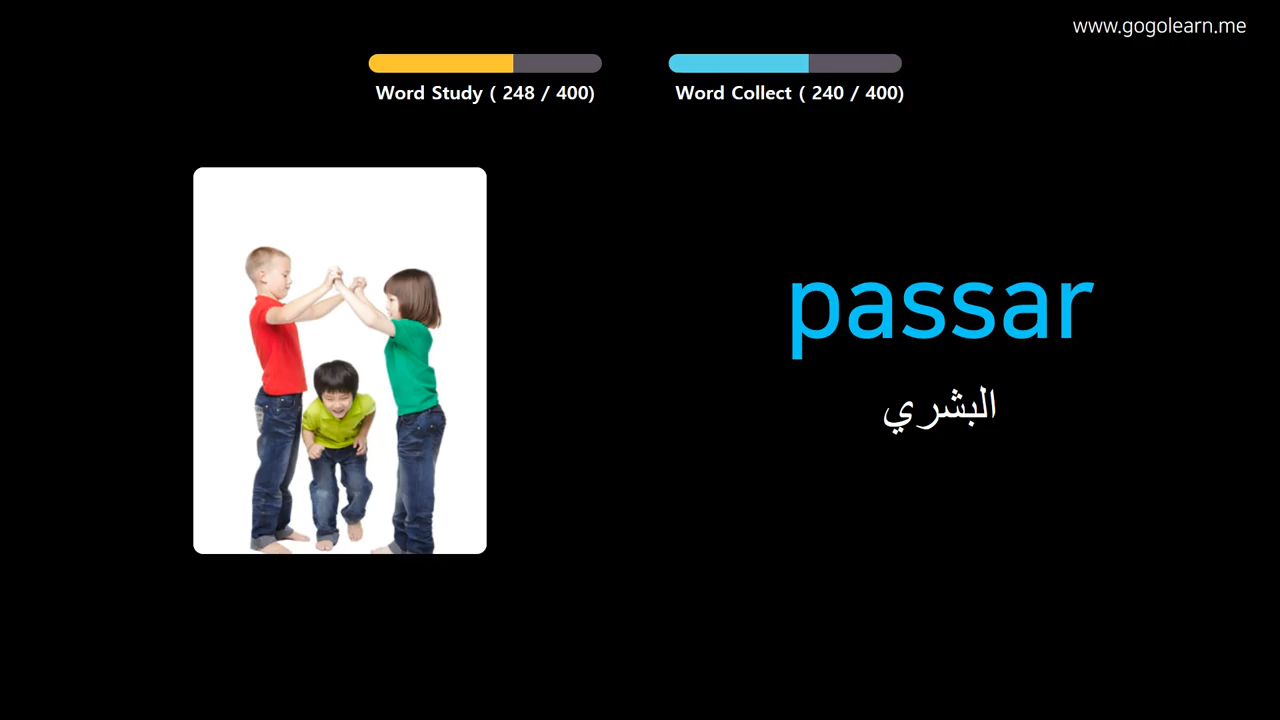 www.gogolearn.me
Word Study ( 248 / 400)
Word Collect ( 240 / 400)
passar
البشري